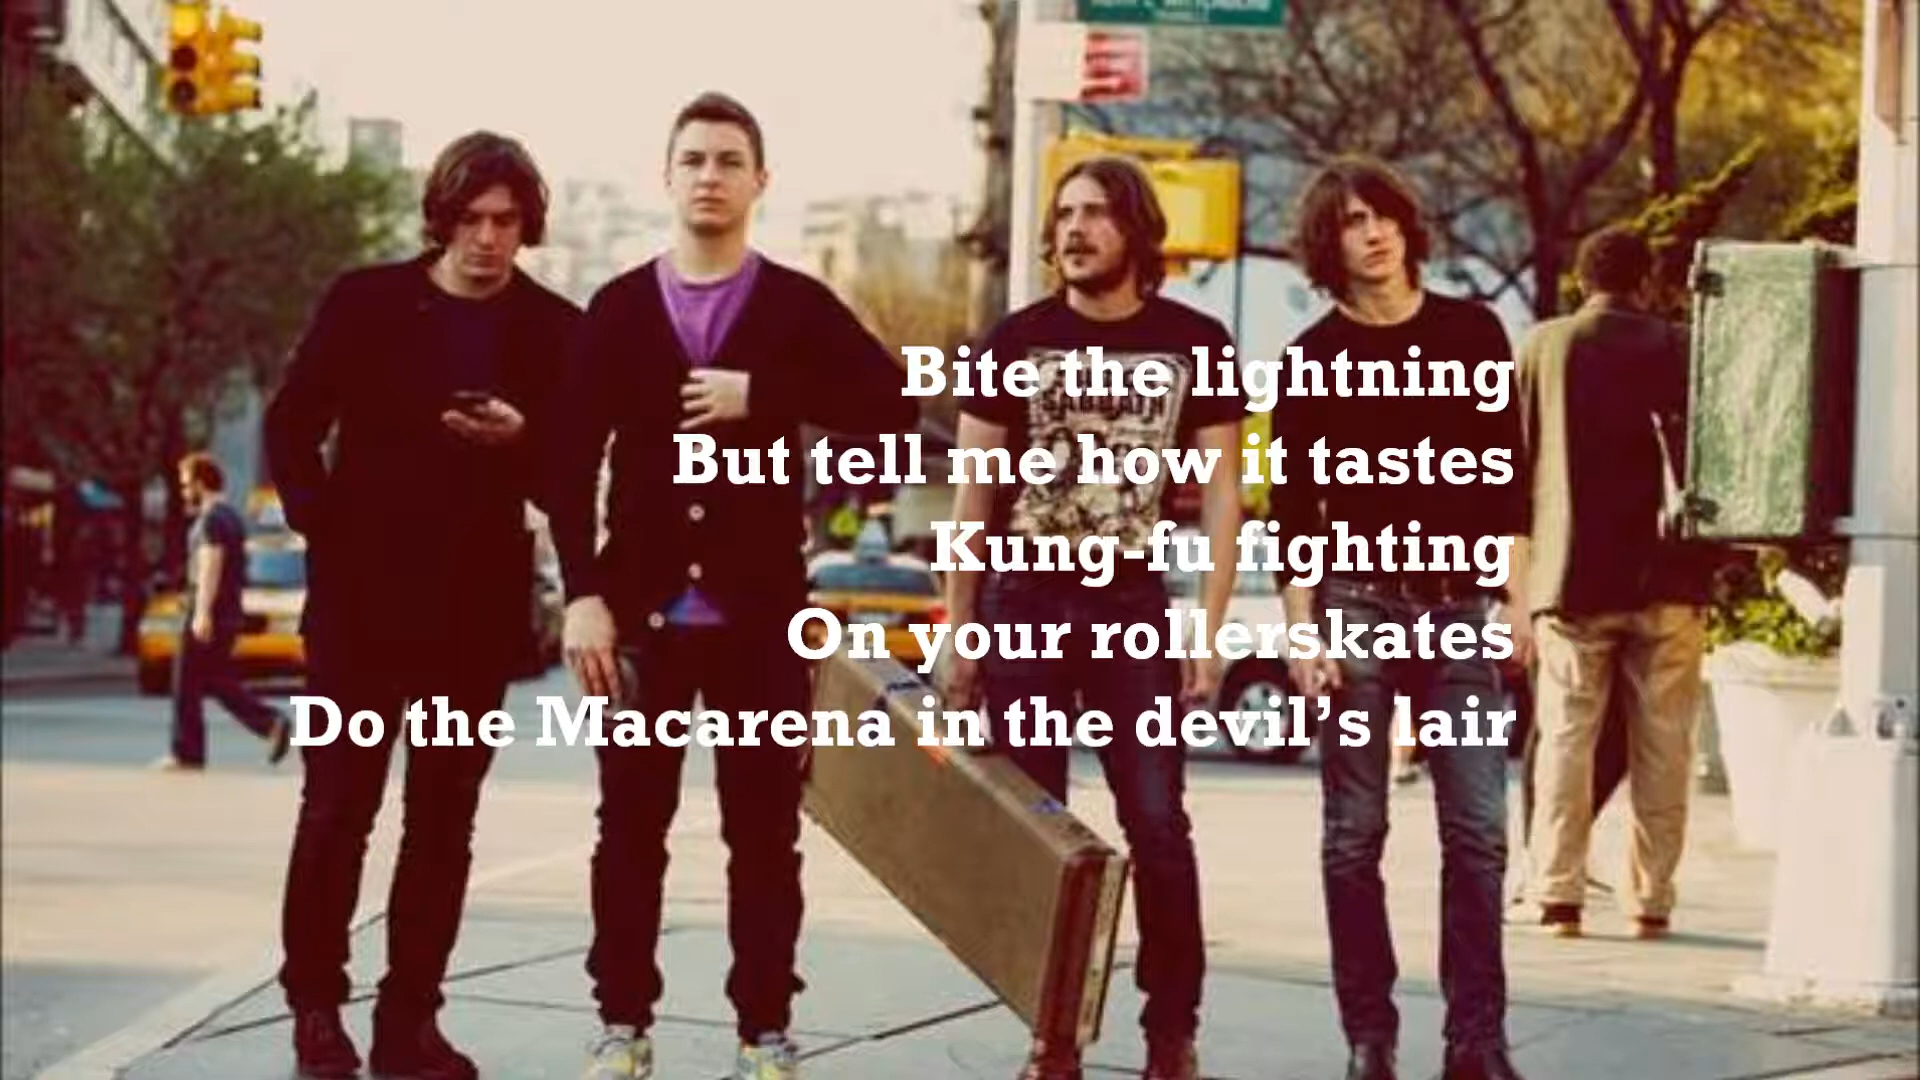 Bite the lightning
But tell me how it tastes
Kung-fu fighting
On your rollerskates
Do the Macarena in the devil’s lair